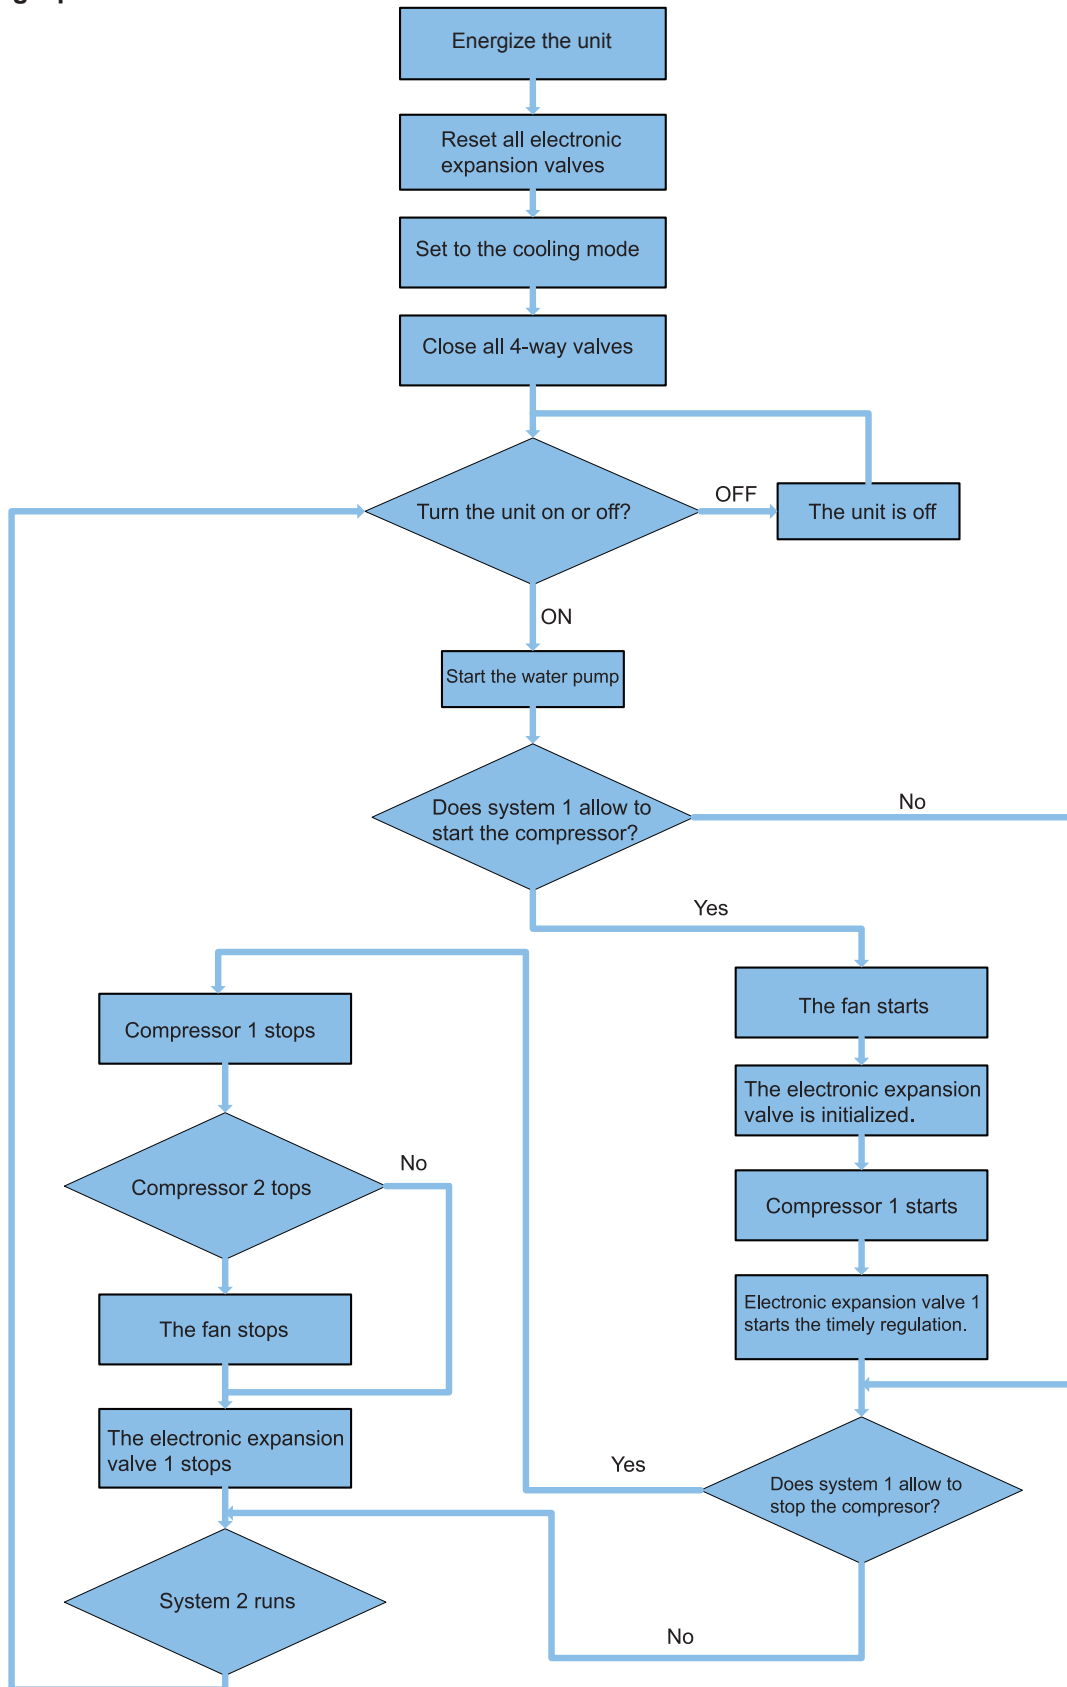 Energize the unit
Reset all electronic
expansion valves
Set to the cooling mode
Close all 4-way valves
Turn the unit on or off?
OFF
The unit is off
ON
Start the water pump
Does system 1 allow to
start the compressor?
No
Yes
The fan starts
Compressor 1 stops
The electronic expansion
valve is initialized.
No
Compressor 2 tops
Compressor 1 starts
Electronic expansion valve 1
starts the timely regulation.
The fan stops
The electronic expansion
valve 1 stops
Yes
Does system 1 allow to
stop the compresor?
System 2 runs
No